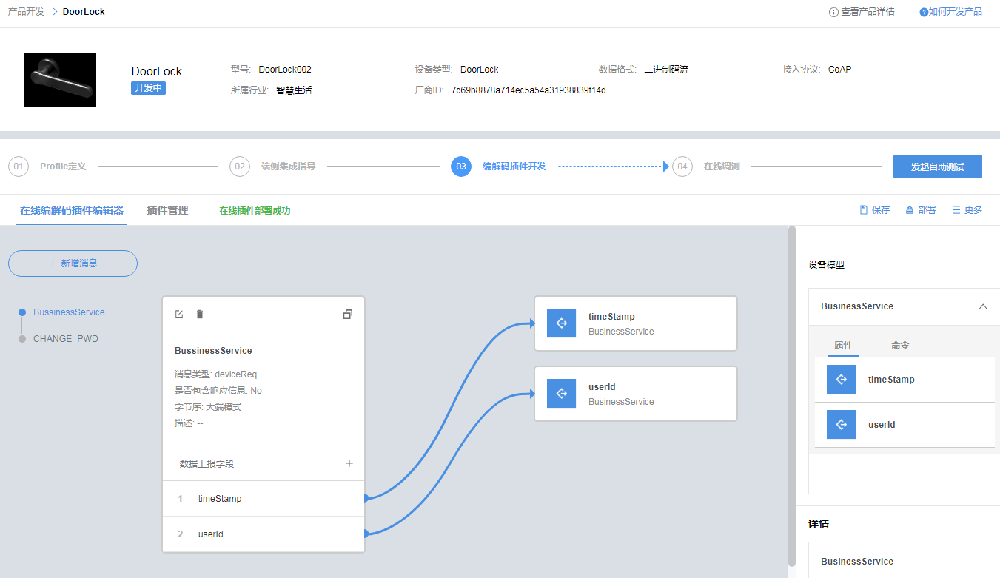 产品开发 > DoorLock
查看产品详情
如何开发产品
DoorLock
开发中
型号: DoorLock002
设备类型: DoorLock
数据格式: 二进制码流
接入协议: CoAP
所属行业: 智慧生活
厂商ID: 7c69b8878a714ec5a54a31938839f14d
01 Profile定义
02 端侧集成指导
03 编解码插件开发
04 在线调测
发起自助测试
在线编解码插件编辑器
插件管理
在线插件部署成功
保存
部署
更多
+ 新增消息
BussinessService
CHANGE_PWD
BussinessService
消息类型: deviceReq
是否包含响应信息: No
字节序: 大端模式
描述: --
数据上报字段 +
1 timeStamp
2 userId
timeStamp
BusinessService
userId
BusinessService
设备模型
BusinessService
属性
命令
timeStamp
userId
详情
BusinessService